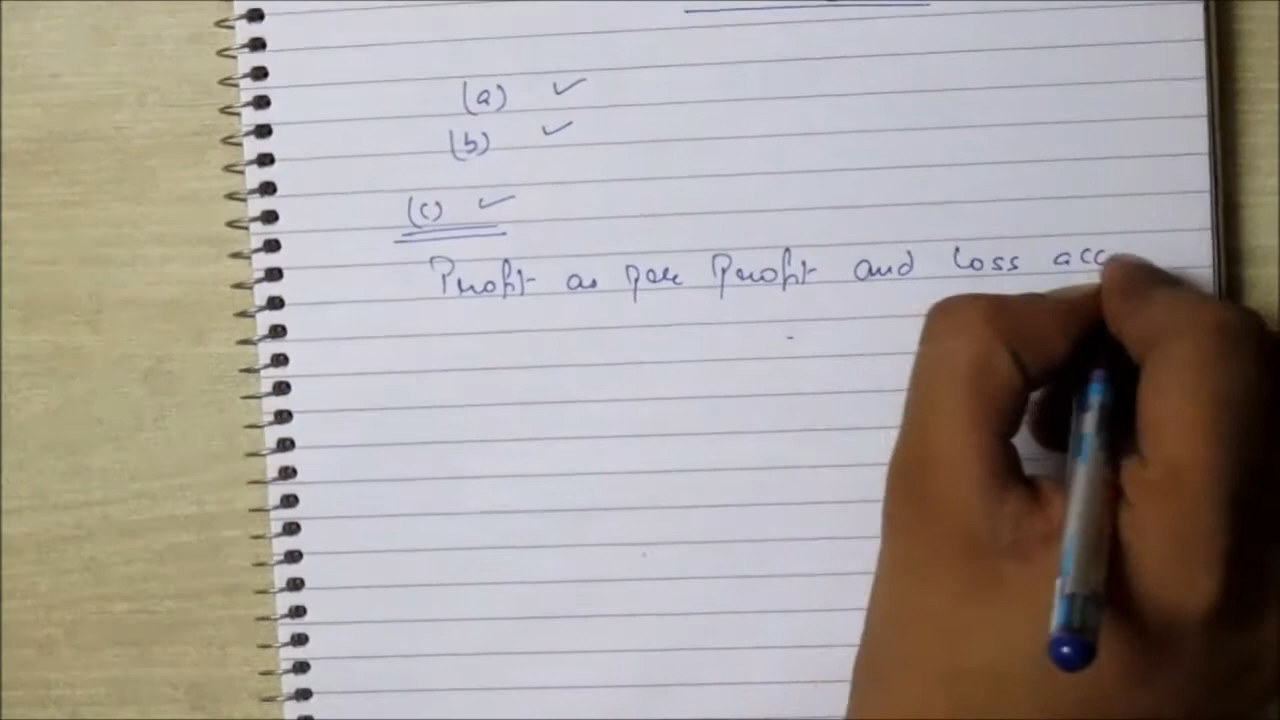 (a) ✓
(b) ✓
(c) ✓
Profit as per Profit and loss acc